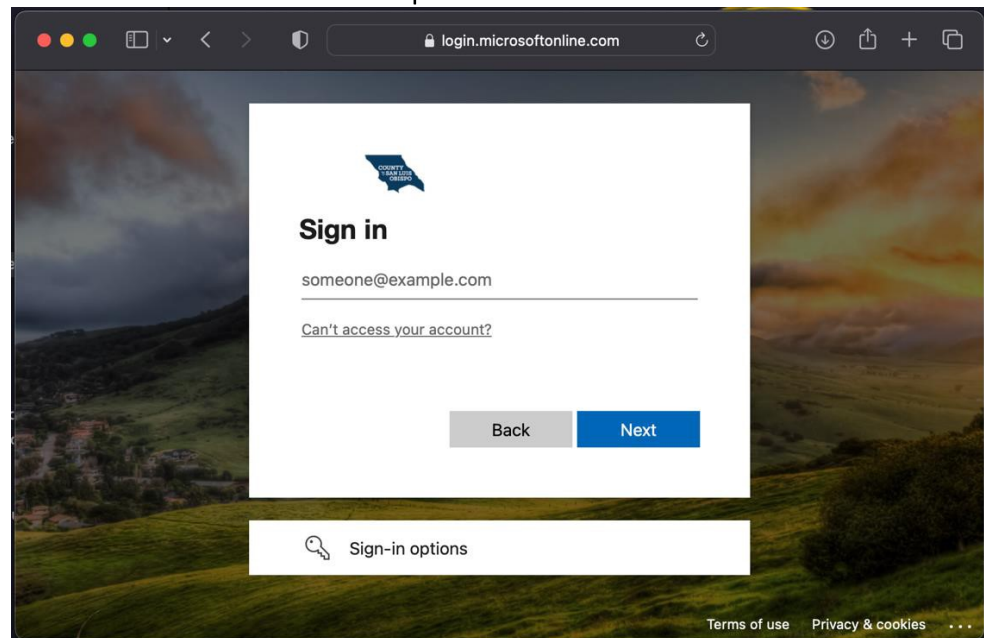 login.microsoftonline.com
COUNTY
OF SAN LUIS
OBISPO
Sign in
someone@example.com
Can't access your account?
Back Next
Sign-in options
Terms of use Privacy & cookies ...